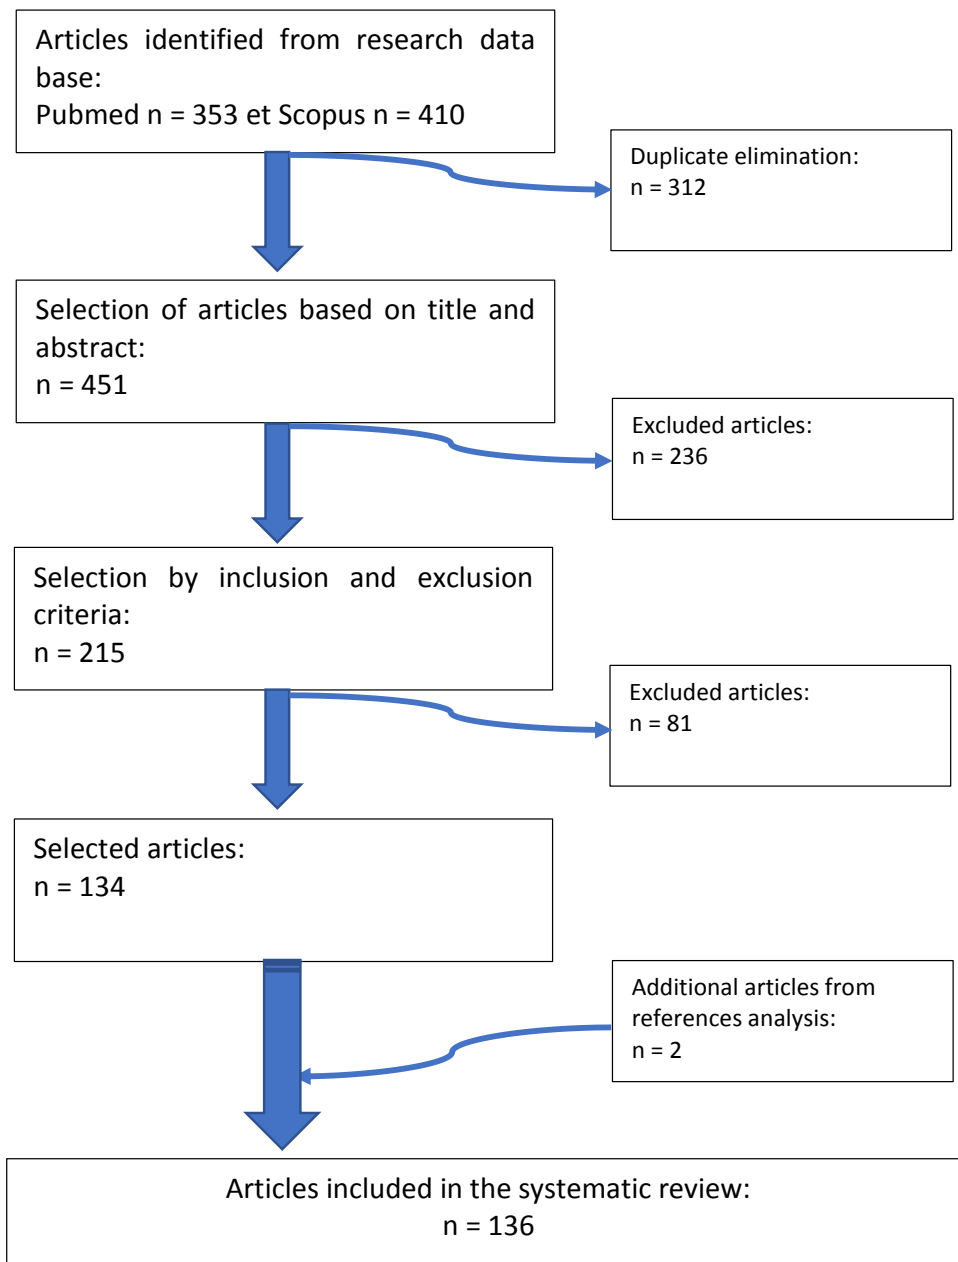 Articles identified from research data
base:
Pubmed n = 353 et Scopus n = 410
Duplicate elimination:
n = 312
Selection of articles based on title and
abstract:
n = 451
Excluded articles:
n = 236
Selection by inclusion and exclusion
criteria:
n = 215
Excluded articles:
n = 81
Selected articles:
n = 134
Additional articles from
references analysis:
n = 2
Articles included in the systematic review:
n = 136